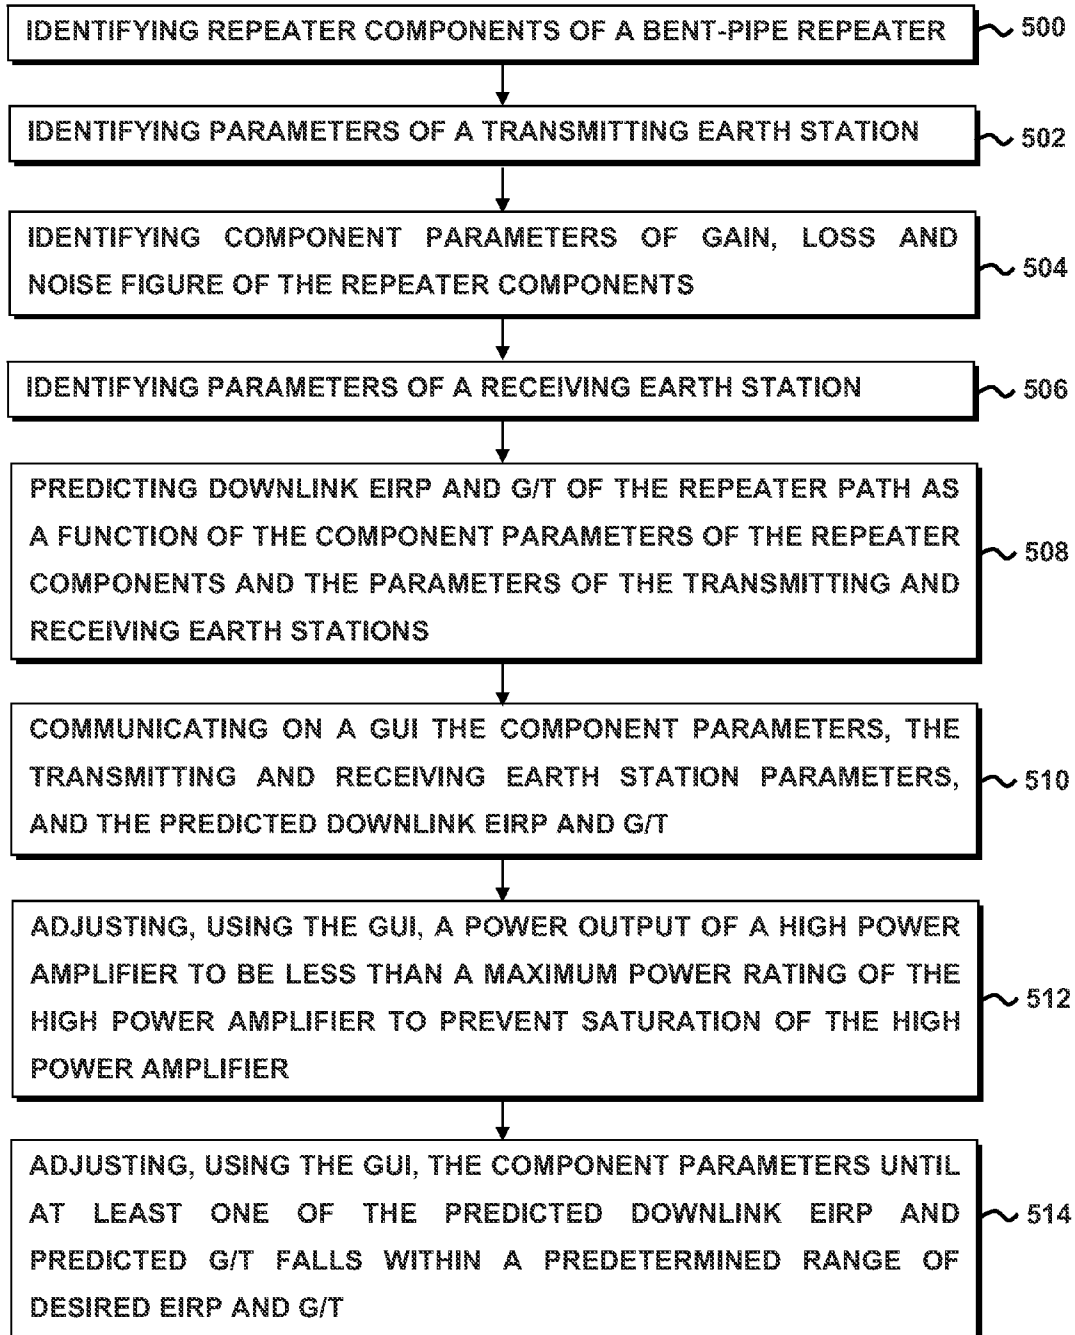 IDENTIFYING REPEATER COMPONENTS OF A BENT-PIPE REPEATER
500
IDENTIFYING PARAMETERS OF A TRANSMITTING EARTH STATION
502
IDENTIFYING COMPONENT PARAMETERS OF GAIN, LOSS AND
NOISE FIGURE OF THE REPEATER COMPONENTS
504
IDENTIFYING PARAMETERS OF A RECEIVING EARTH STATION
506
PREDICTING DOWNLINK EIRP AND G/T OF THE REPEATER PATH AS
A FUNCTION OF THE COMPONENT PARAMETERS OF THE REPEATER
COMPONENTS AND THE PARAMETERS OF THE TRANSMITTING AND
RECEIVING EARTH STATIONS
508
COMMUNICATING ON A GUI THE COMPONENT PARAMETERS, THE
TRANSMITTING AND RECEIVING EARTH STATION PARAMETERS,
AND THE PREDICTED DOWNLINK EIRP AND G/T
510
ADJUSTING, USING THE GUI, A POWER OUTPUT OF A HIGH POWER
AMPLIFIER TO BE LESS THAN A MAXIMUM POWER RATING OF THE
HIGH POWER AMPLIFIER TO PREVENT SATURATION OF THE HIGH
POWER AMPLIFIER
512
ADJUSTING, USING THE GUI, THE COMPONENT PARAMETERS UNTIL
AT LEAST ONE OF THE PREDICTED DOWNLINK EIRP AND
PREDICTED G/T FALLS WITHIN A PREDETERMINED RANGE OF
DESIRED EIRP AND G/T
514